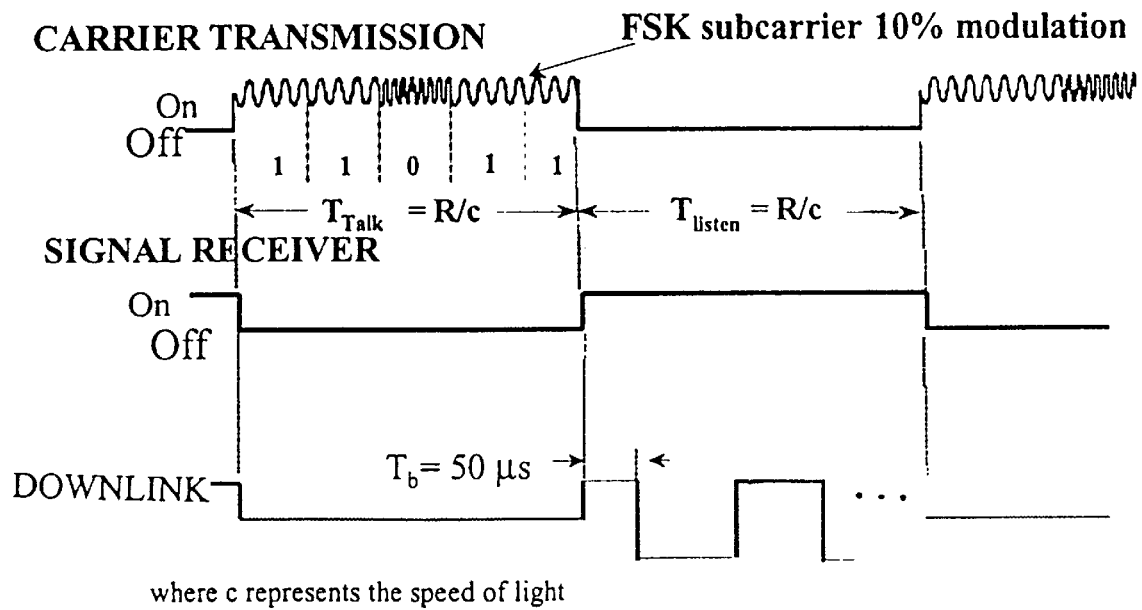 CARRIER TRANSMISSION
FSK subcarrier 10% modulation
On
Off
1 1 0 1 1
T_Talk = R/c
T_listen = R/c
SIGNAL RECEIVER
On
Off
T_b = 50 μs
DOWNLINK
...
where c represents the speed of light